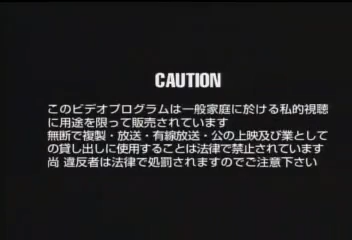 CAUTION
このビデオプログラムは一般家庭に於ける私的視聴
に用途を限って販売されています
無断で複製・放送・有線放送・公の上映及び業として
の貸し出しに使用することは法律で禁止されています
尚 違反者は法律で処罰されますのでご注意下さい